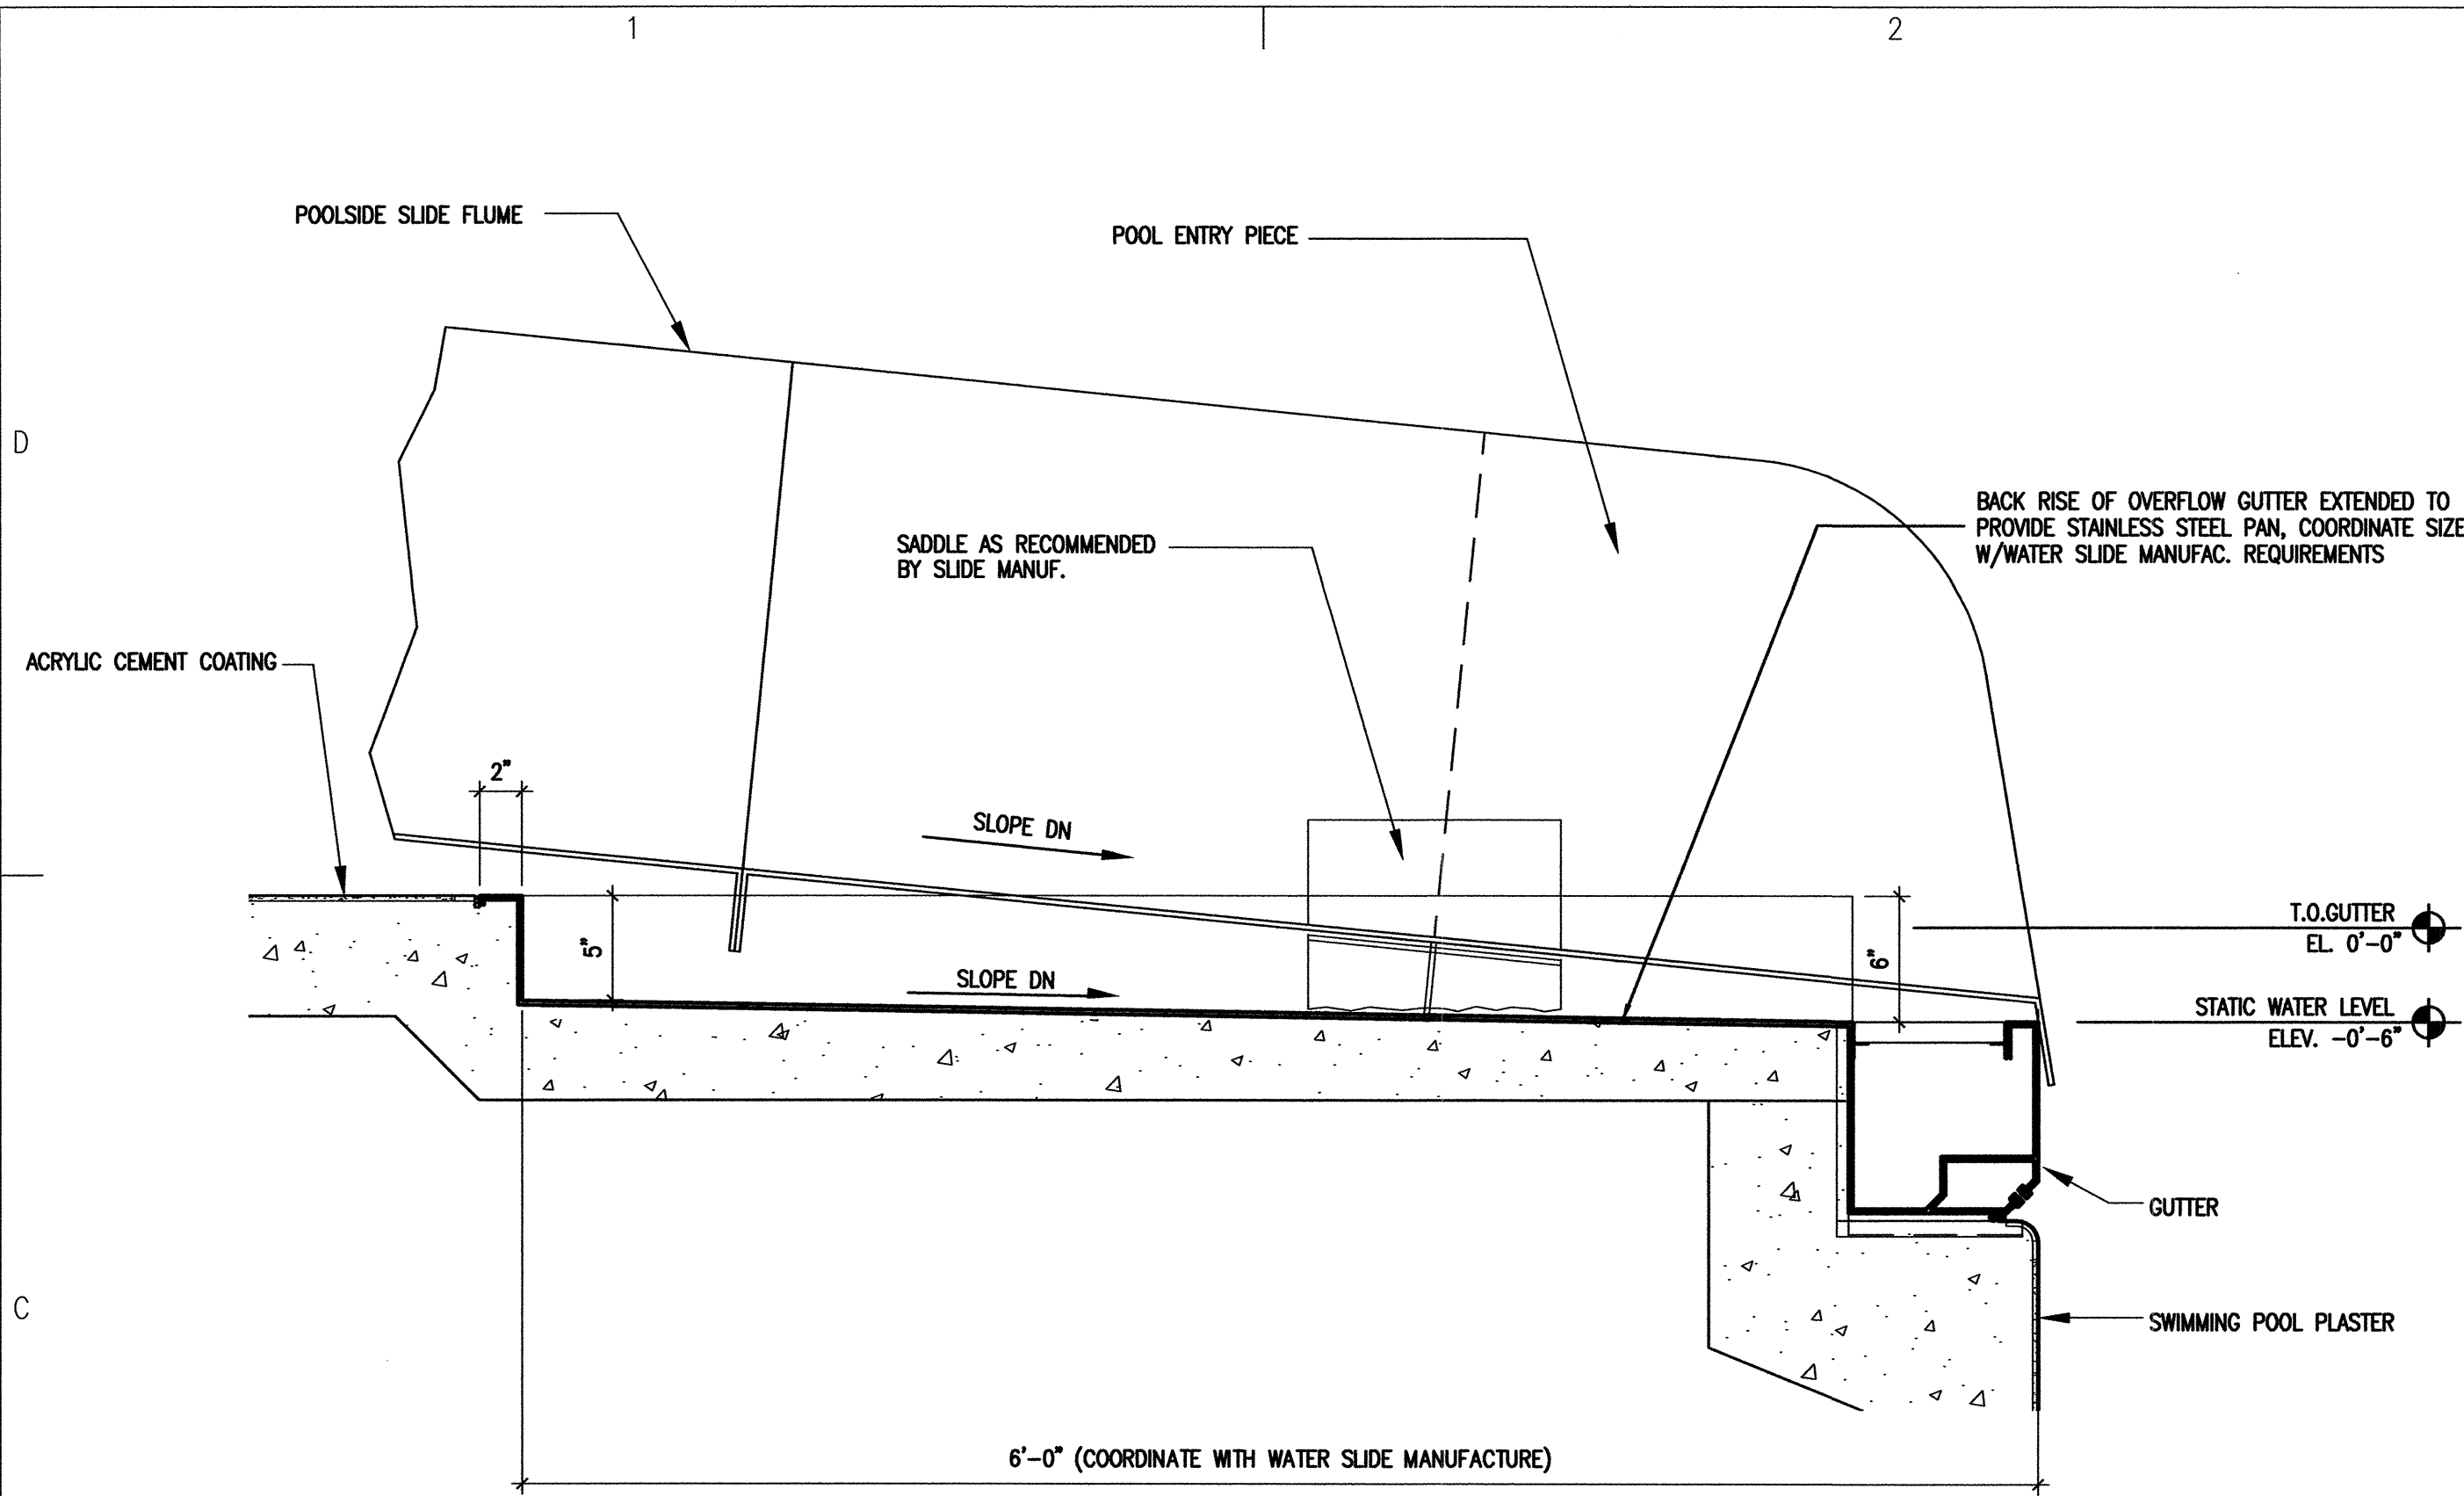 1
2
POOLSIDE SLIDE FLUME
POOL ENTRY PIECE
D
BACK RISE OF OVERFLOW GUTTER EXTENDED TO
PROVIDE STAINLESS STEEL PAN, COORDINATE SIZE
W/WATER SLIDE MANUFAC. REQUIREMENTS
SADDLE AS RECOMMENDED
BY SLIDE MANUF.
ACRYLIC CEMENT COATING
2"
SLOPE DN
5"
6"
T.O.GUTTER
EL. 0'-0"
SLOPE DN
STATIC WATER LEVEL
ELEV. -0'-6"
GUTTER
C
SWIMMING POOL PLASTER
6'-0" (COORDINATE WITH WATER SLIDE MANUFACTURE)